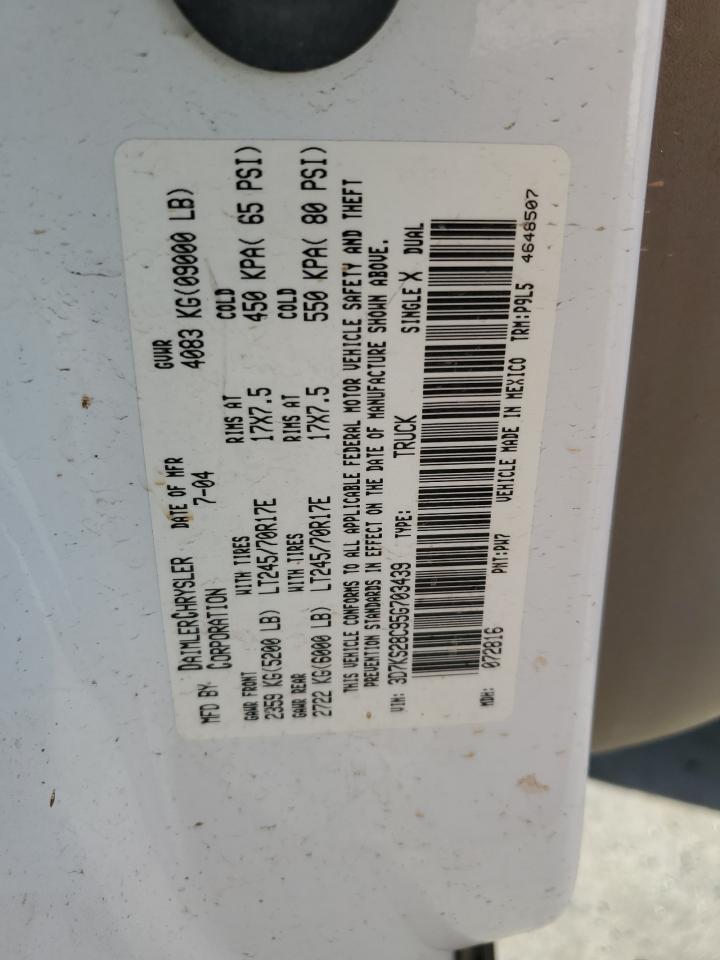 MFD BY DAIMLERCHRYSLER CORPORATION DATE OF MFR 7-04 GVWR 4083 KG(09000 LB)
GAWR FRONT WITH TIRES RIMS AT COLD
2359 KG(5200 LB) LT245/70R17E 17X7.5 450 KPA( 65 PSI)
GAWR REAR WITH TIRES RIMS AT COLD
2722 KG(6000 LB) LT245/70R17E 17X7.5 550 KPA( 80 PSI)
THIS VEHICLE CONFORMS TO ALL APPLICABLE FEDERAL MOTOR VEHICLE SAFETY AND THEFT
PREVENTION STANDARDS IN EFFECT ON THE DATE OF MANUFACTURE SHOWN ABOVE.
VIN: 3D7KS28C95G703439 TYPE: TRUCK SINGLE X DUAL
MDH: 072816 PNT:PW7 VEHICLE MADE IN MEXICO TRM:P9L5 4648507